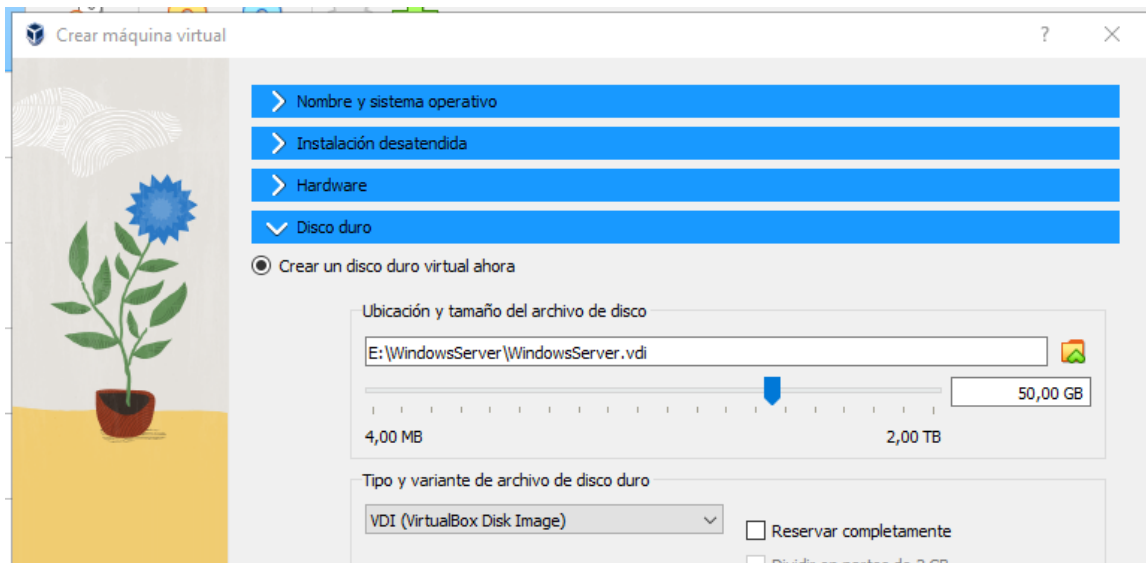 Crear máquina virtual
?
Nombre y sistema operativo
Instalación desatendida
Hardware
Disco duro
Crear un disco duro virtual ahora
Ubicación y tamaño del archivo de disco
E:\WindowsServer\WindowsServer.vdi
50,00 GB
4,00 MB 2,00 TB
Tipo y variante de archivo de disco duro
VDI (VirtualBox Disk Image)
Reservar completamente